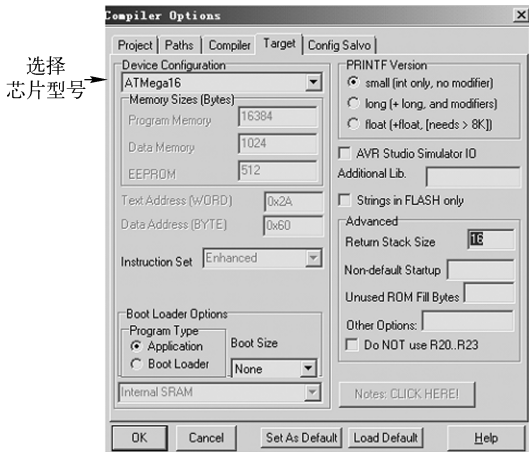 Compiler Options
Project
Paths
Compiler
Target
Config Salvo
选择
芯片型号
Device Configuration
ATMega16
Memory Sizes (Bytes)
Program Memory
16384
Data Memory
1024
EEPROM
512
Text Address (WORD)
0x2A
Data Address (BYTE)
0x60
Instruction Set
Enhanced
Boot Loader Options
Program Type
Application
Boot Loader
Boot Size
None
Internal SRAM
PRINTF Version
small (int only, no modifier)
long (+ long, and modifiers)
float (+float, [needs > 8K])
AVR Studio Simulator IO
Additional Lib.
Strings in FLASH only
Advanced
Return Stack Size
16
Non-default Startup
Unused ROM Fill Bytes
Other Options:
Do NOT use R20..R23
Notes: CLICK HERE!
OK
Cancel
Set As Default
Load Default
Help